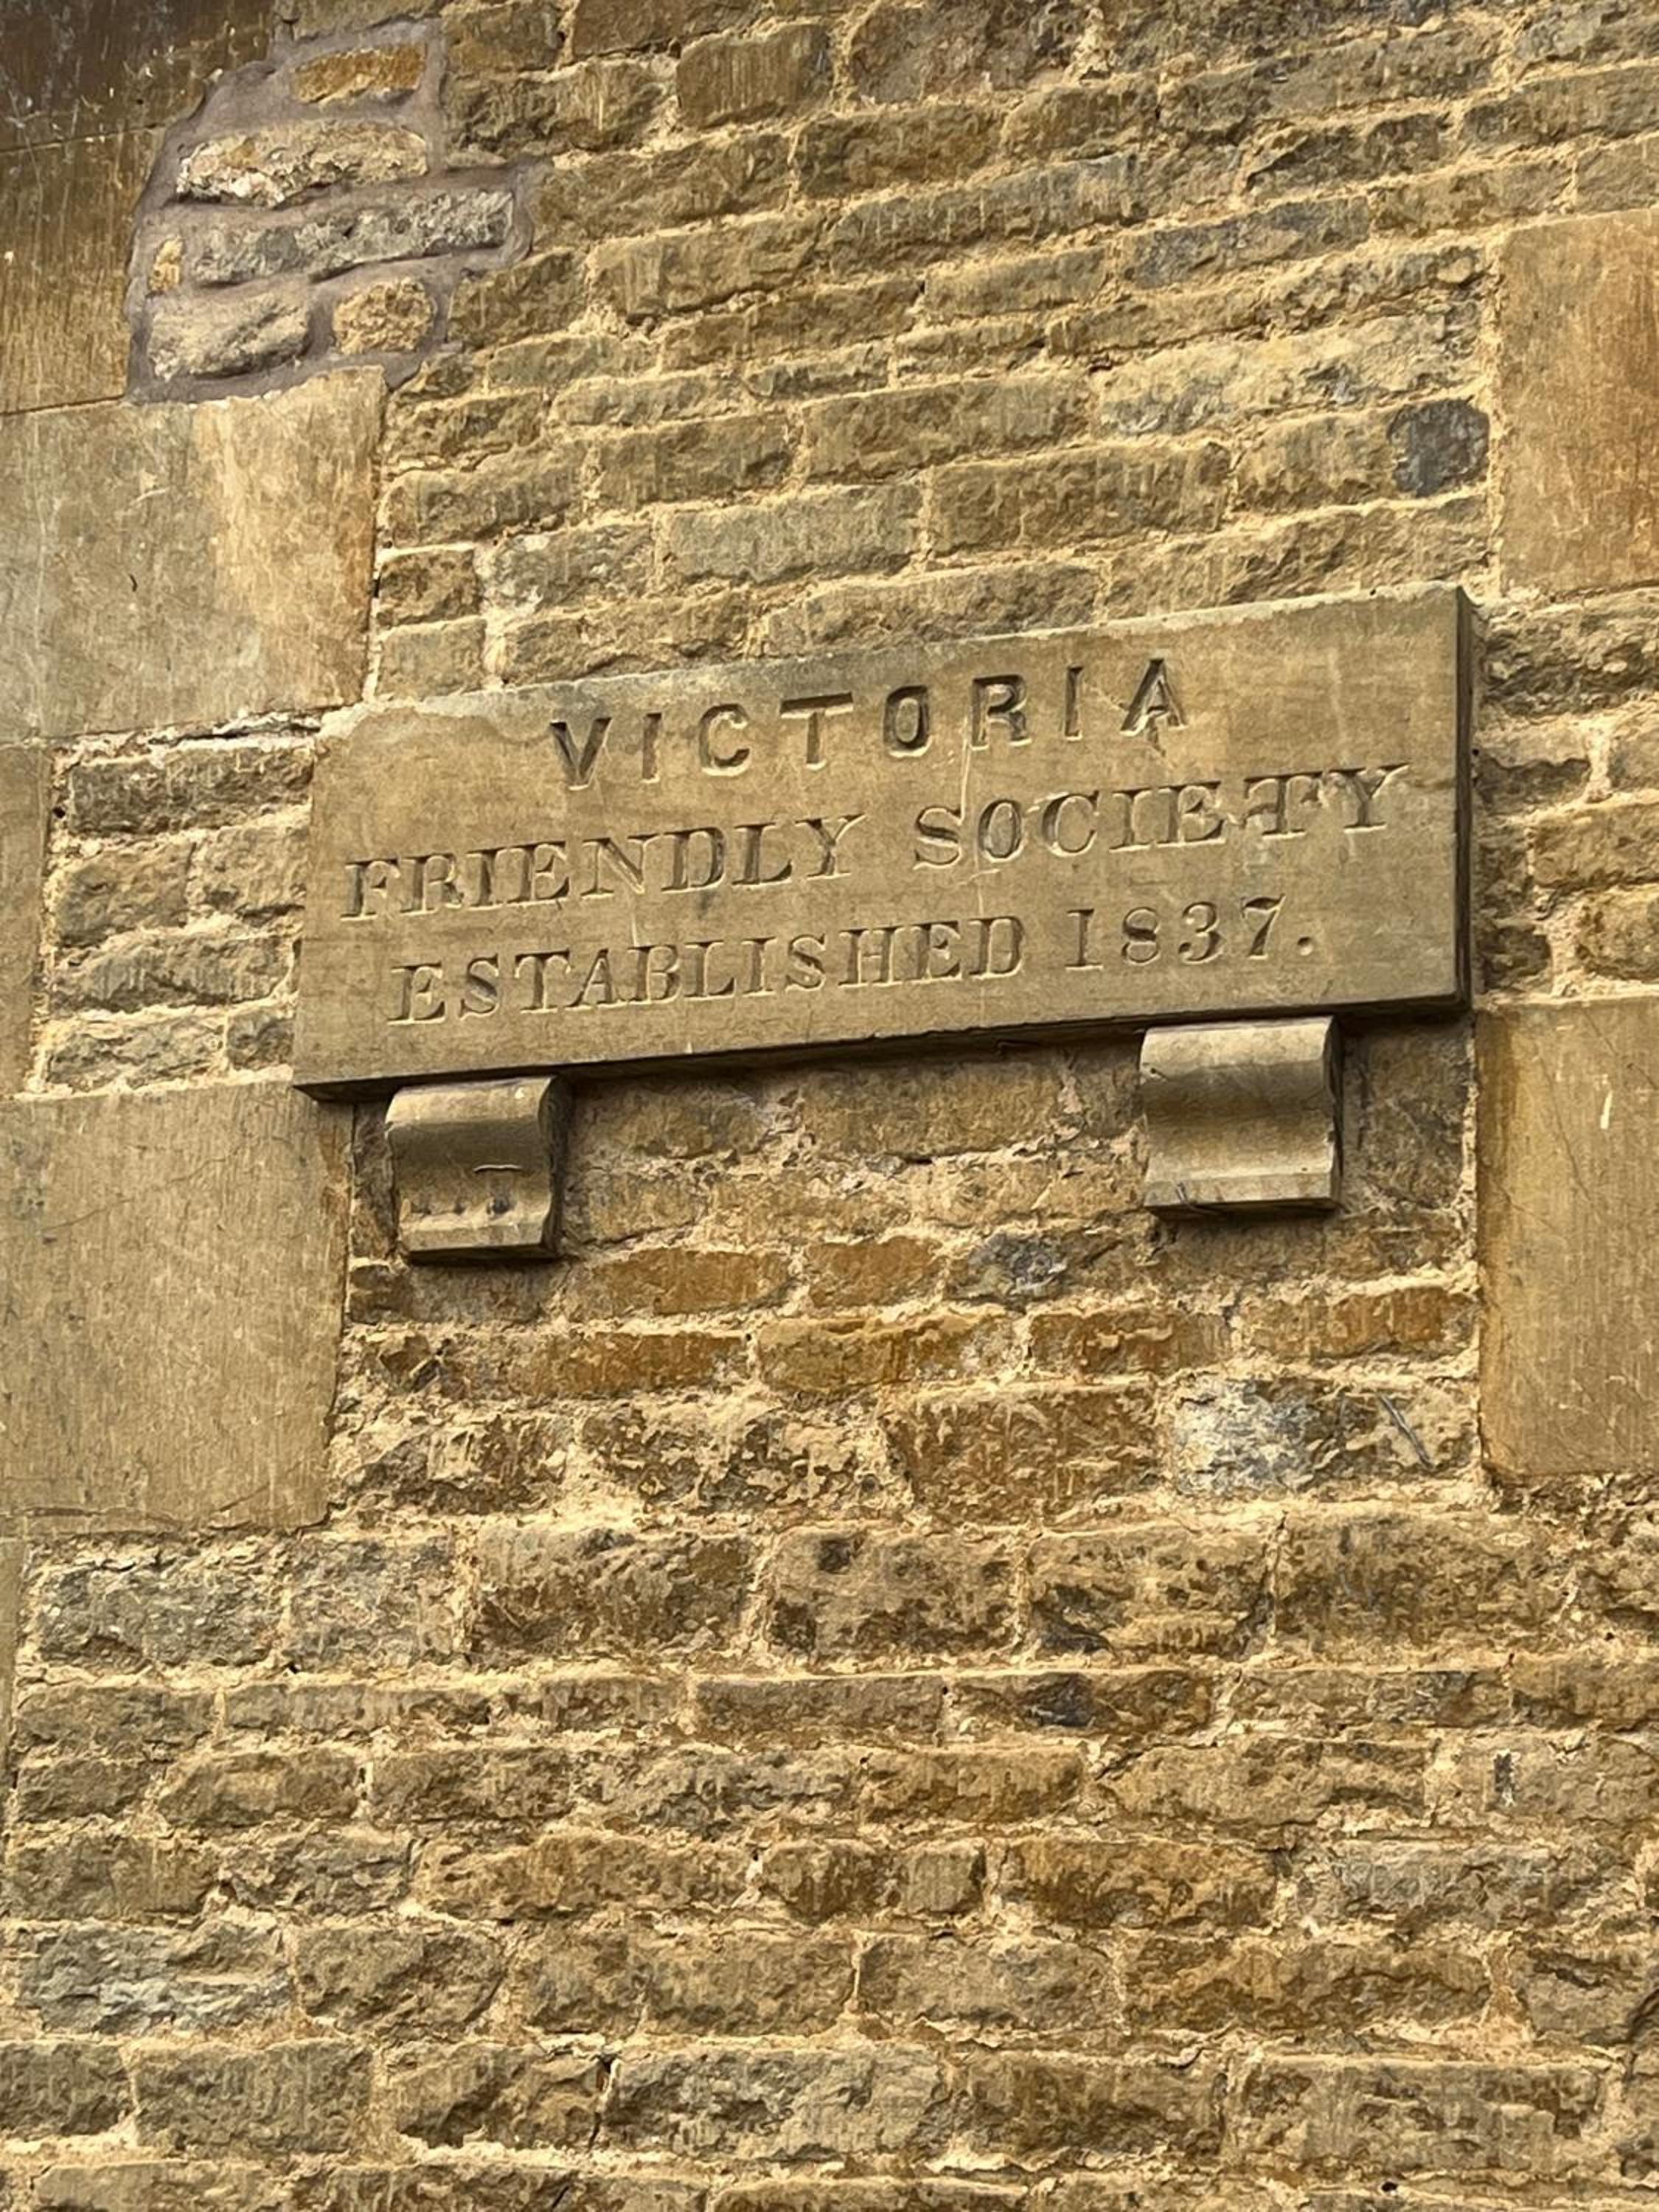 VICTORIA
FRIENDLY SOCIETY
ESTABLISHED 1837.